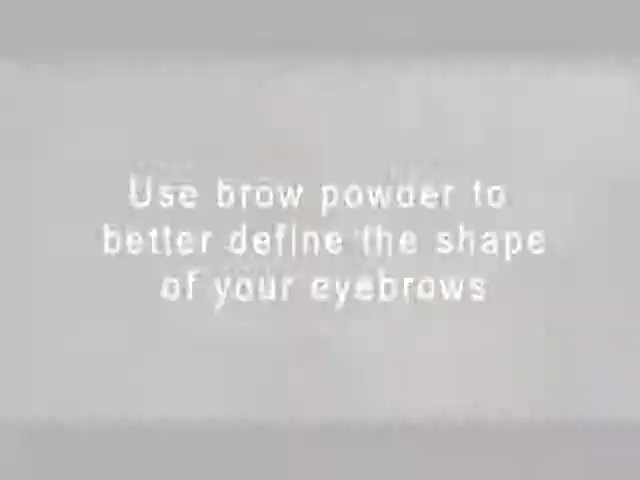 Use brow powder to
better define the shape
of your eyebrows